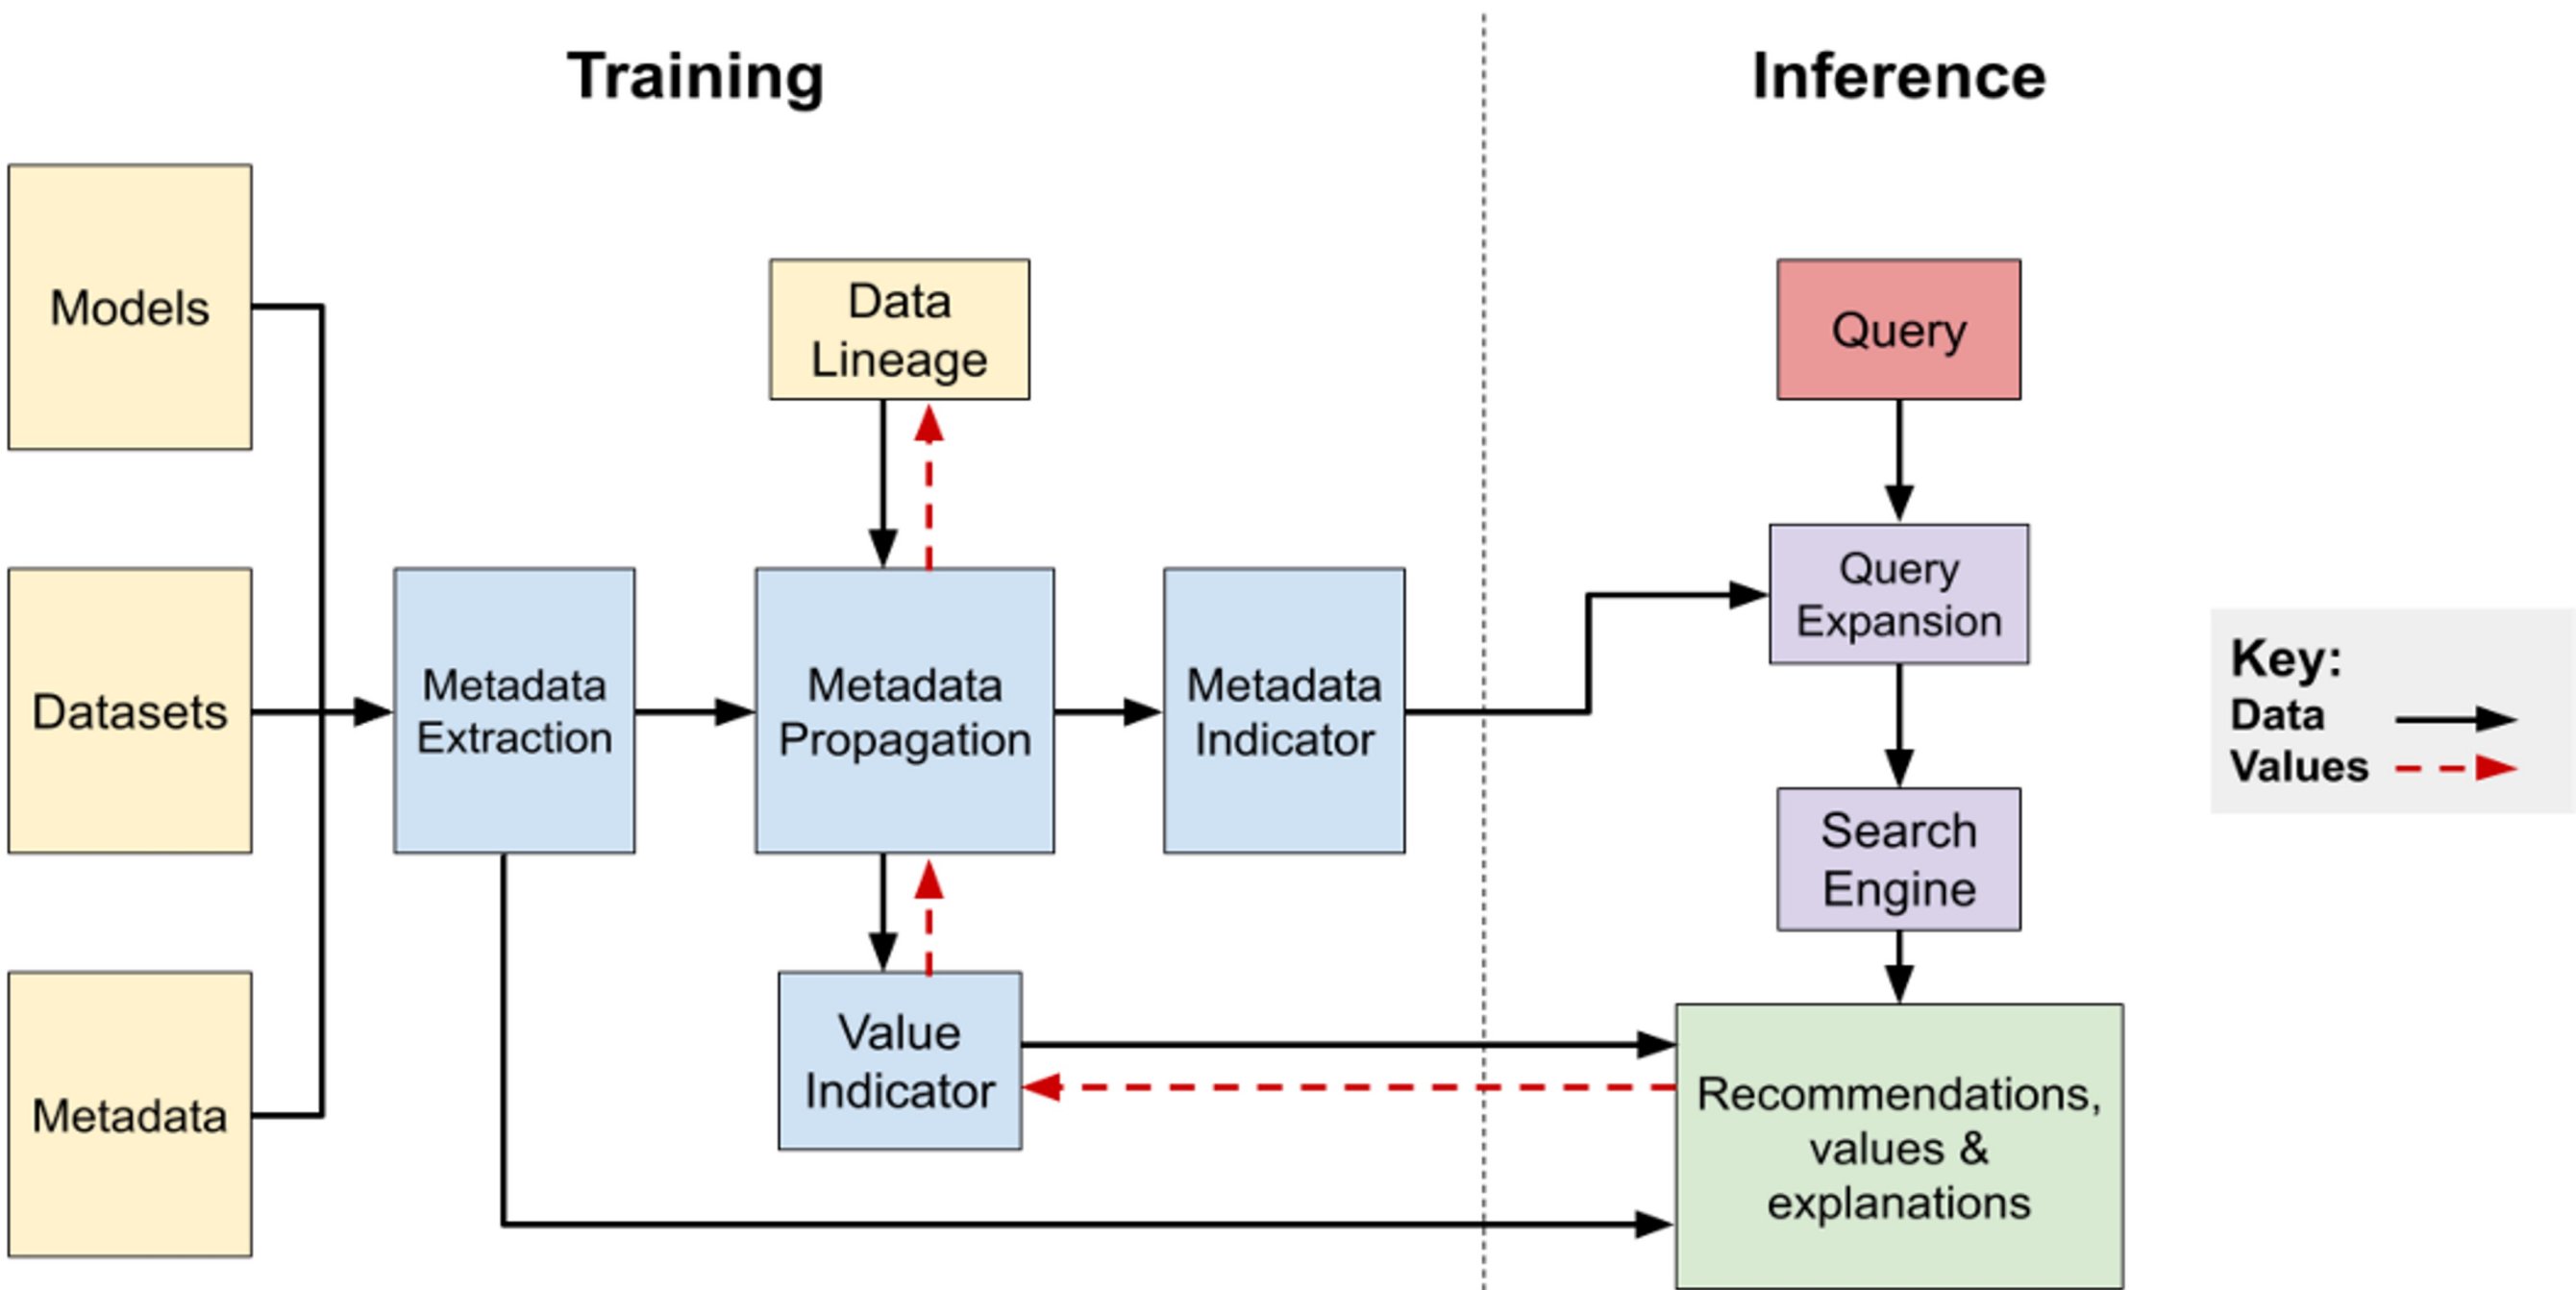 Training
Inference
Models
Data
Lineage
Query
Query
Expansion
Datasets
Metadata
Extraction
Metadata
Propagation
Metadata
Indicator
Key:
Data
Values
Search
Engine
Metadata
Value
Indicator
Recommendations,
values &
explanations